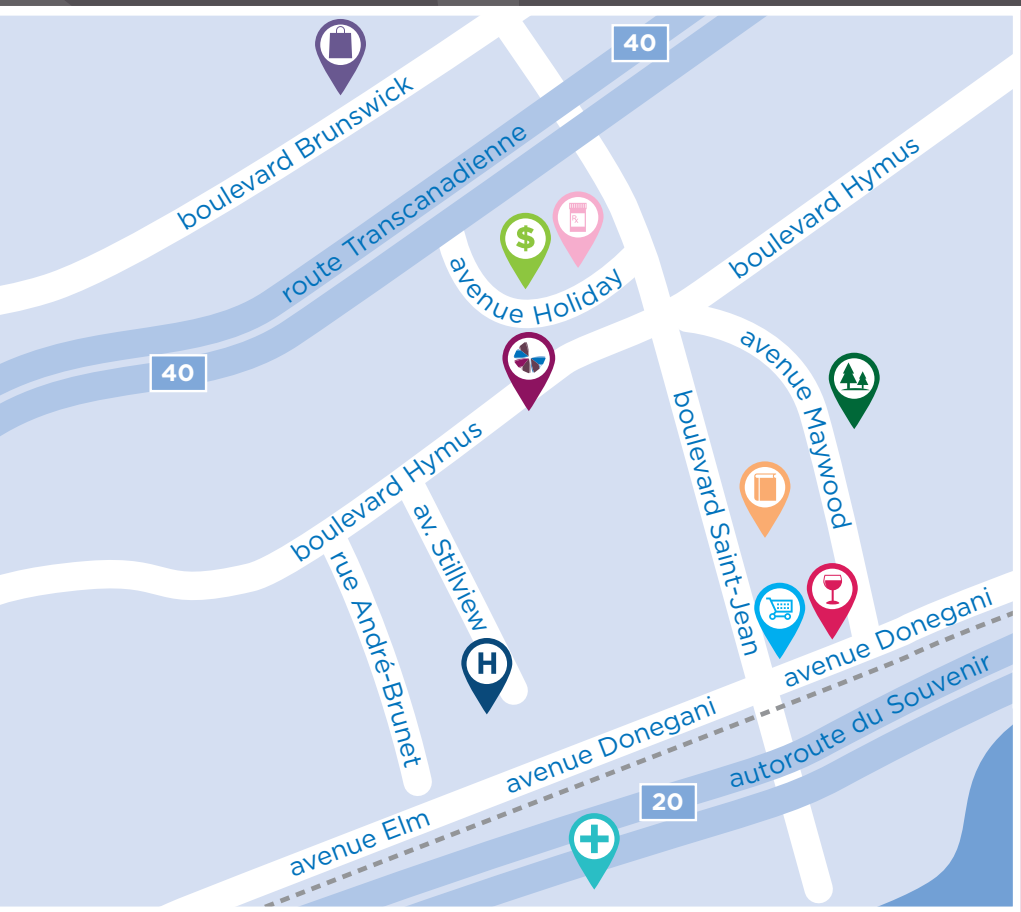 40
boulevard Brunswick
route Transcanadienne
boulevard Hymus
$
Rx
avenue Holiday
40
avenue Maywood
boulevard Hymus
boulevard Saint-Jean
av. Stillview
rue André-Brunet
H
avenue Donegani
avenue Donegani
autoroute du Souvenir
20
avenue Elm